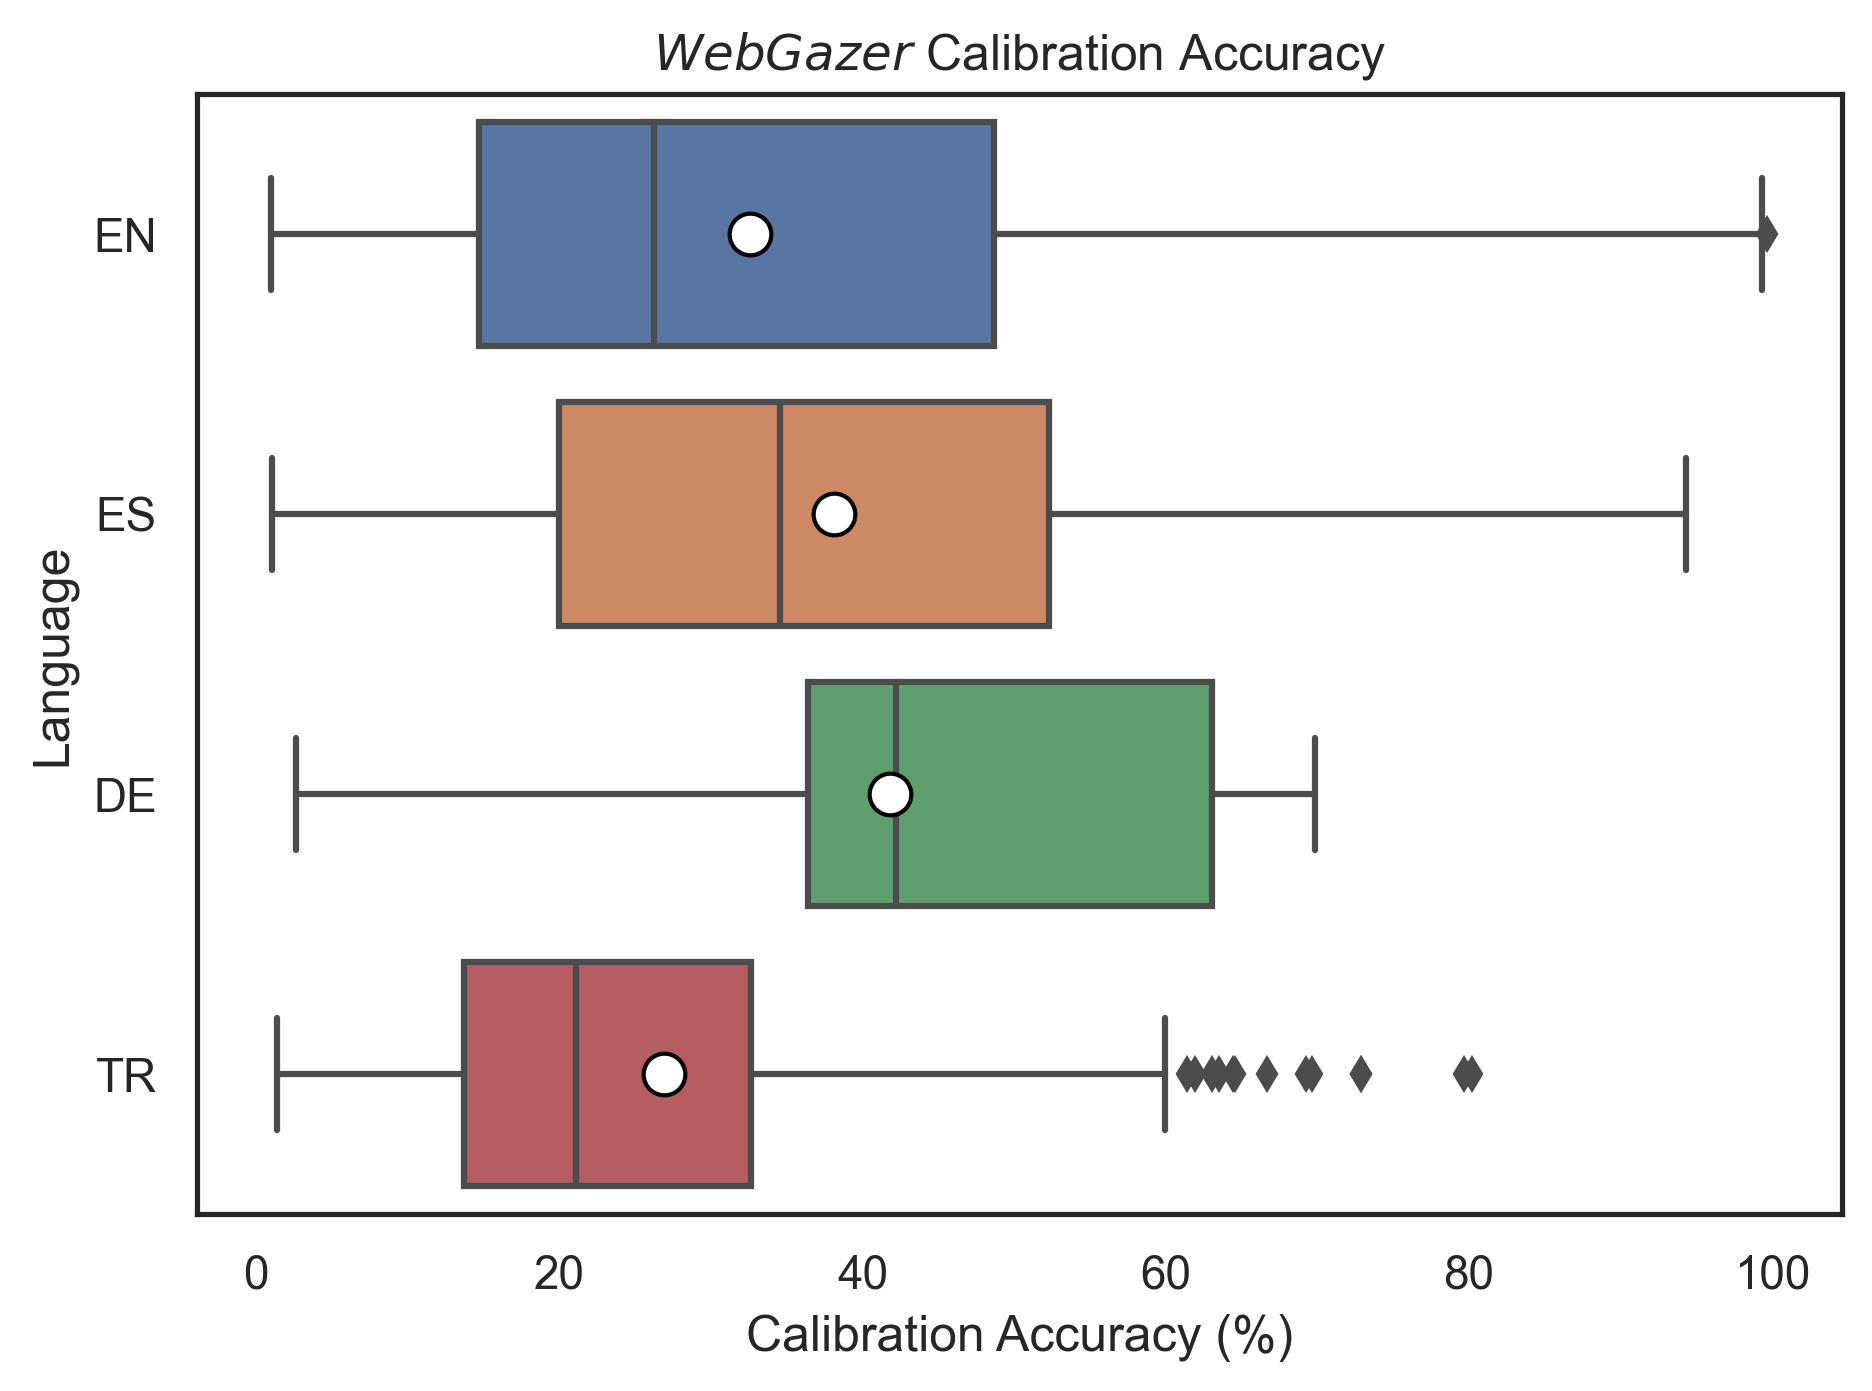 WebGazer Calibration Accuracy
EN
ES
DE
TR
Language
0 20 40 60 80 100
Calibration Accuracy (%)